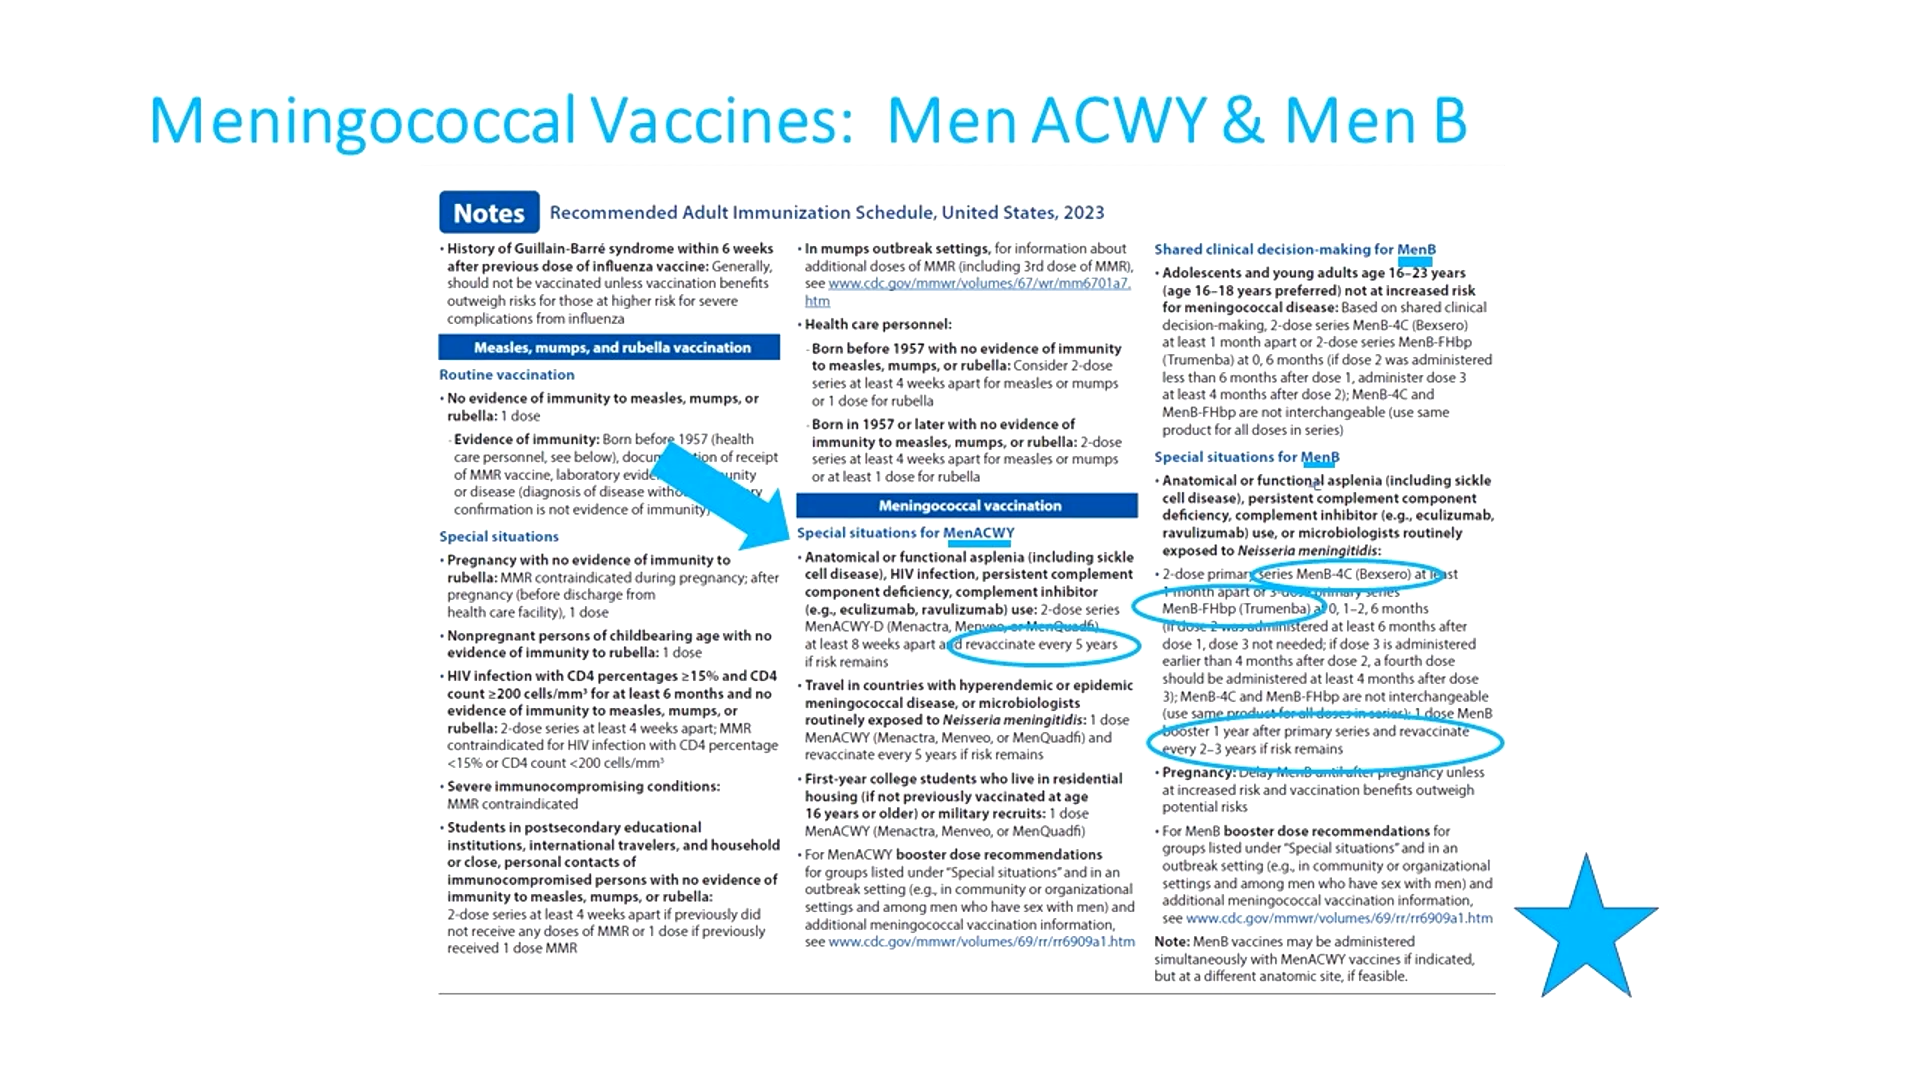 Meningococcal Vaccines: Men ACWY & Men B
Notes Recommended Adult Immunization Schedule, United States, 2023
• History of Guillain-Barré syndrome within 6 weeks
after previous dose of influenza vaccine: Generally,
should not be vaccinated unless vaccination benefits
outweigh risks for those at higher risk for severe
complications from influenza
Measles, mumps, and rubella vaccination
Routine vaccination
• No evidence of immunity to measles, mumps, or
rubella: 1 dose
- Evidence of immunity: Born before 1957 (health
care personnel, see below), docum tion of receipt
of MMR vaccine, laboratory evide unity
or disease (diagnosis of disease witho ry
confirmation is not evidence of immunity)
Special situations
• Pregnancy with no evidence of immunity to
rubella: MMR contraindicated during pregnancy; after
pregnancy (before discharge from
health care facility), 1 dose
• Nonpregnant persons of childbearing age with no
evidence of immunity to rubella: 1 dose
• HIV infection with CD4 percentages ≥15% and CD4
count ≥200 cells/mm³ for at least 6 months and no
evidence of immunity to measles, mumps, or
rubella: 2-dose series at least 4 weeks apart; MMR
contraindicated for HIV infection with CD4 percentage
<15% or CD4 count <200 cells/mm³
• Severe immunocompromising conditions:
MMR contraindicated
• Students in postsecondary educational
institutions, international travelers, and household
or close, personal contacts of
immunocompromised persons with no evidence of
immunity to measles, mumps, or rubella:
2-dose series at least 4 weeks apart if previously did
not receive any doses of MMR or 1 dose if previously
received 1 dose MMR
• In mumps outbreak settings, for information about
additional doses of MMR (including 3rd dose of MMR),
see www.cdc.gov/mmwr/volumes/67/wr/mm6701a7.
htm
• Health care personnel:
- Born before 1957 with no evidence of immunity
to measles, mumps, or rubella: Consider 2-dose
series at least 4 weeks apart for measles or mumps
or 1 dose for rubella
- Born in 1957 or later with no evidence of
immunity to measles, mumps, or rubella: 2-dose
series at least 4 weeks apart for measles or mumps
or at least 1 dose for rubella
Meningococcal vaccination
Special situations for MenACWY
• Anatomical or functional asplenia (including sickle
cell disease), HIV infection, persistent complement
component deficiency, complement inhibitor
(e.g., eculizumab, ravulizumab) use: 2-dose series
MenACWY-D (Menactra, Menveo, or MenQuadfi)
at least 8 weeks apart and revaccinate every 5 years
if risk remains
• Travel in countries with hyperendemic or epidemic
meningococcal disease, or microbiologists
routinely exposed to Neisseria meningitidis: 1 dose
MenACWY (Menactra, Menveo, or MenQuadfi) and
revaccinate every 5 years if risk remains
• First-year college students who live in residential
housing (if not previously vaccinated at age
16 years or older) or military recruits: 1 dose
MenACWY (Menactra, Menveo, or MenQuadfi)
• For MenACWY booster dose recommendations
for groups listed under "Special situations" and in an
outbreak setting (e.g., in community or organizational
settings and among men who have sex with men) and
additional meningococcal vaccination information,
see www.cdc.gov/mmwr/volumes/69/rr/rr6909a1.htm
Shared clinical decision-making for MenB
• Adolescents and young adults age 16–23 years
(age 16–18 years preferred) not at increased risk
for meningococcal disease: Based on shared clinical
decision-making, 2-dose series MenB-4C (Bexsero)
at least 1 month apart or 2-dose series MenB-FHbp
(Trumenba) at 0, 6 months (if dose 2 was administered
less than 6 months after dose 1, administer dose 3
at least 4 months after dose 2); MenB-4C and
MenB-FHbp are not interchangeable (use same
product for all doses in series)
Special situations for MenB
• Anatomical or functional asplenia (including sickle
cell disease), persistent complement component
deficiency, complement inhibitor (e.g., eculizumab,
ravulizumab) use, or microbiologists routinely
exposed to Neisseria meningitidis:
• 2-dose primary series MenB-4C (Bexsero) at least
1 month apart or 3-dose primary series
MenB-FHbp (Trumenba) at 0, 1–2, 6 months
(if dose 2 was administered at least 6 months after
dose 1, dose 3 not needed; if dose 3 is administered
earlier than 4 months after dose 2, a fourth dose
should be administered at least 4 months after dose
3); MenB-4C and MenB-FHbp are not interchangeable
(use same product for all doses in series); 1 dose MenB
booster 1 year after primary series and revaccinate
every 2–3 years if risk remains
• Pregnancy: Delay MenB until after pregnancy unless
at increased risk and vaccination benefits outweigh
potential risks
• For MenB booster dose recommendations for
groups listed under "Special situations" and in an
outbreak setting (e.g., in community or organizational
settings and among men who have sex with men) and
additional meningococcal vaccination information,
see www.cdc.gov/mmwr/volumes/69/rr/rr6909a1.htm
Note: MenB vaccines may be administered
simultaneously with MenACWY vaccines if indicated,
but at a different anatomic site, if feasible.